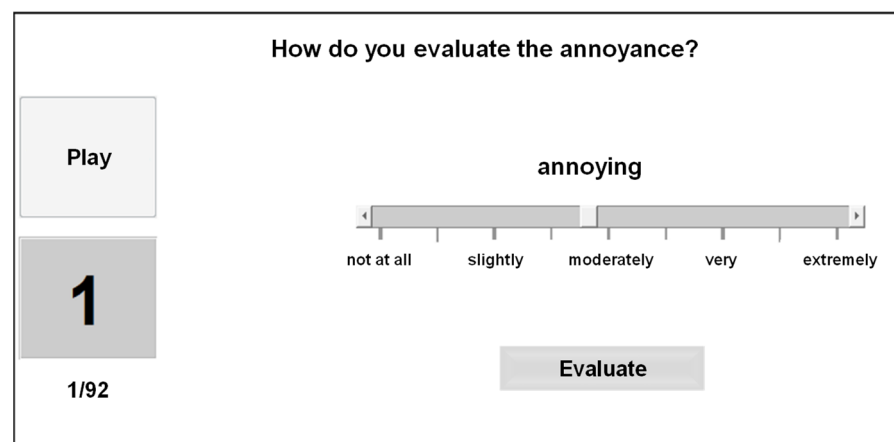 How do you evaluate the annoyance?
Play
annoying
not at all slightly moderately very extremely
1
Evaluate
1/92